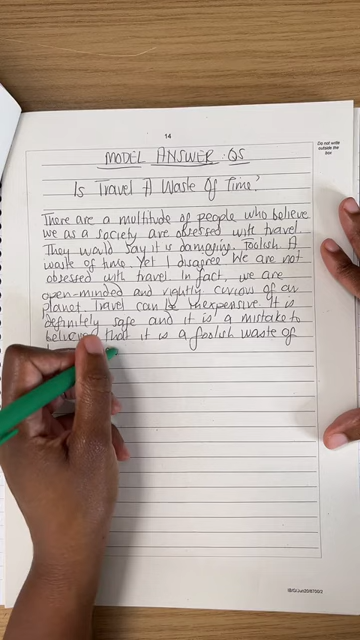 14
Do not write
outside the
box
MODEL ANSWER Q5
Is Travel A Waste Of Time?
There are a multitude of people who believe
we as a society are obsessed with travel.
They would say it is damaging. Foolish. A
waste of time. Yet I disagree. We are not
obsessed with travel. In fact, we are
open-minded and rightly curious of our
planet. Travel can be inexpensive. It is
definitely safe and it is a mistake to
believe that it is a foolish waste of
IB/G/Jun20/8700/2